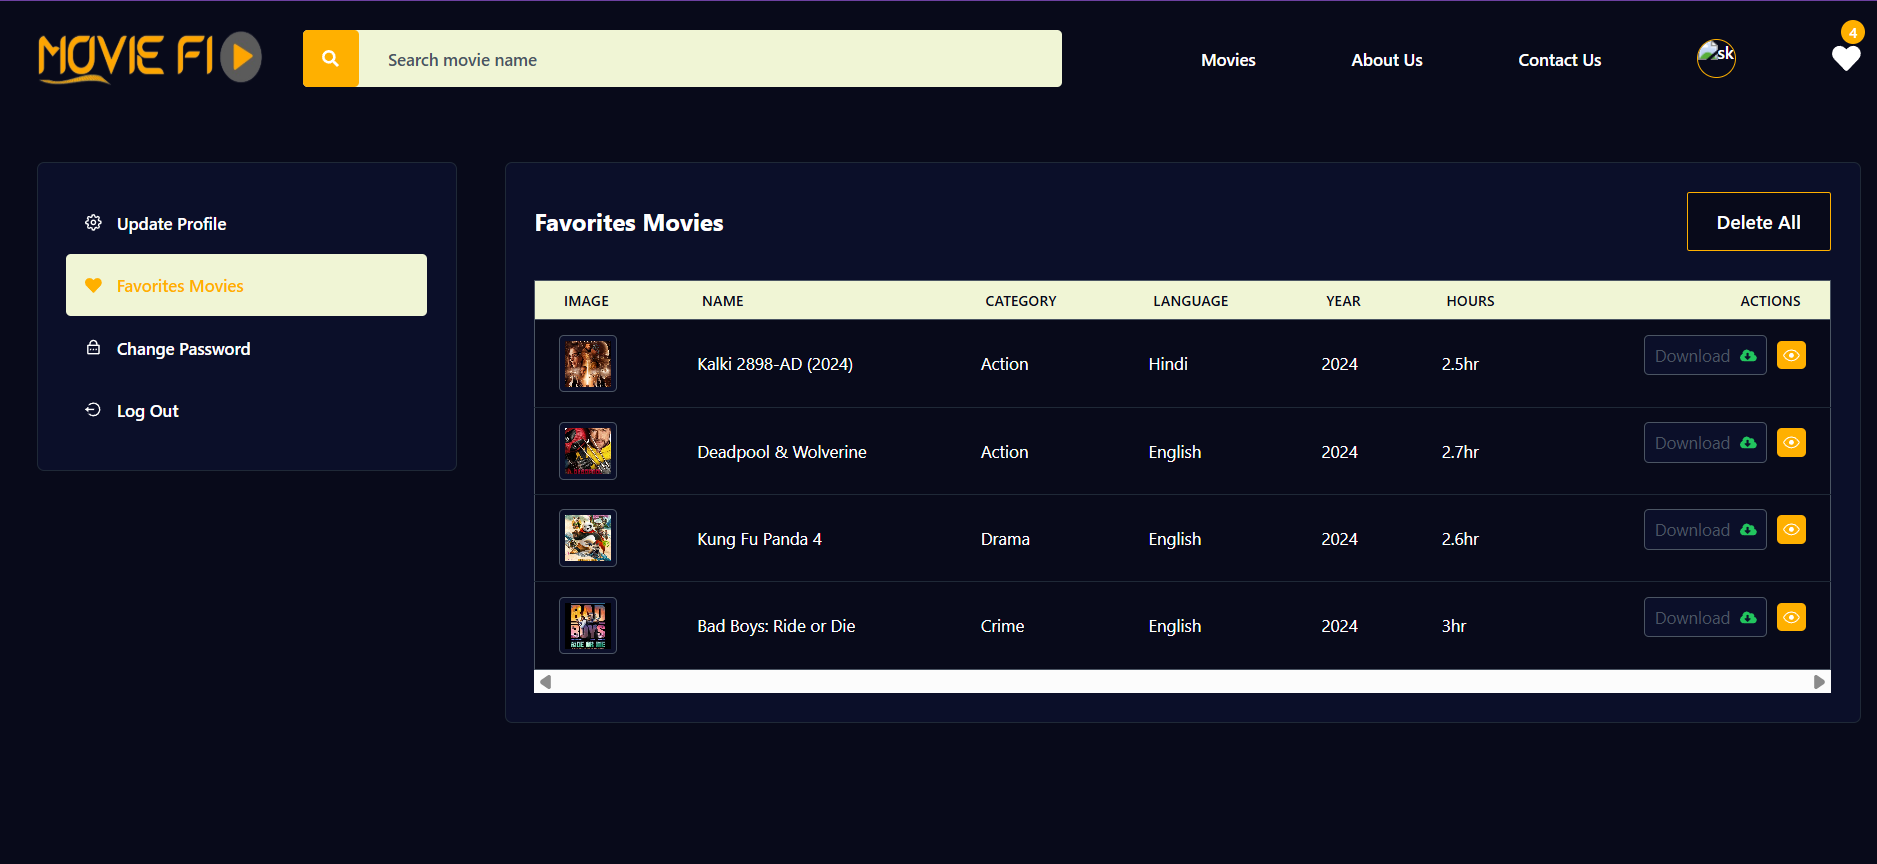 MOVIE FI
Search movie name
Movies
About Us
Contact Us
sk
4
Update Profile
Favorites Movies
Change Password
Log Out
Favorites Movies
Delete All
IMAGE NAME CATEGORY LANGUAGE YEAR HOURS ACTIONS
Kalki 2898-AD (2024) Action Hindi 2024 2.5hr Download
Deadpool & Wolverine Action English 2024 2.7hr Download
Kung Fu Panda 4 Drama English 2024 2.6hr Download
BAD
BOYS
RIDE OR DIE
Bad Boys: Ride or Die Crime English 2024 3hr Download